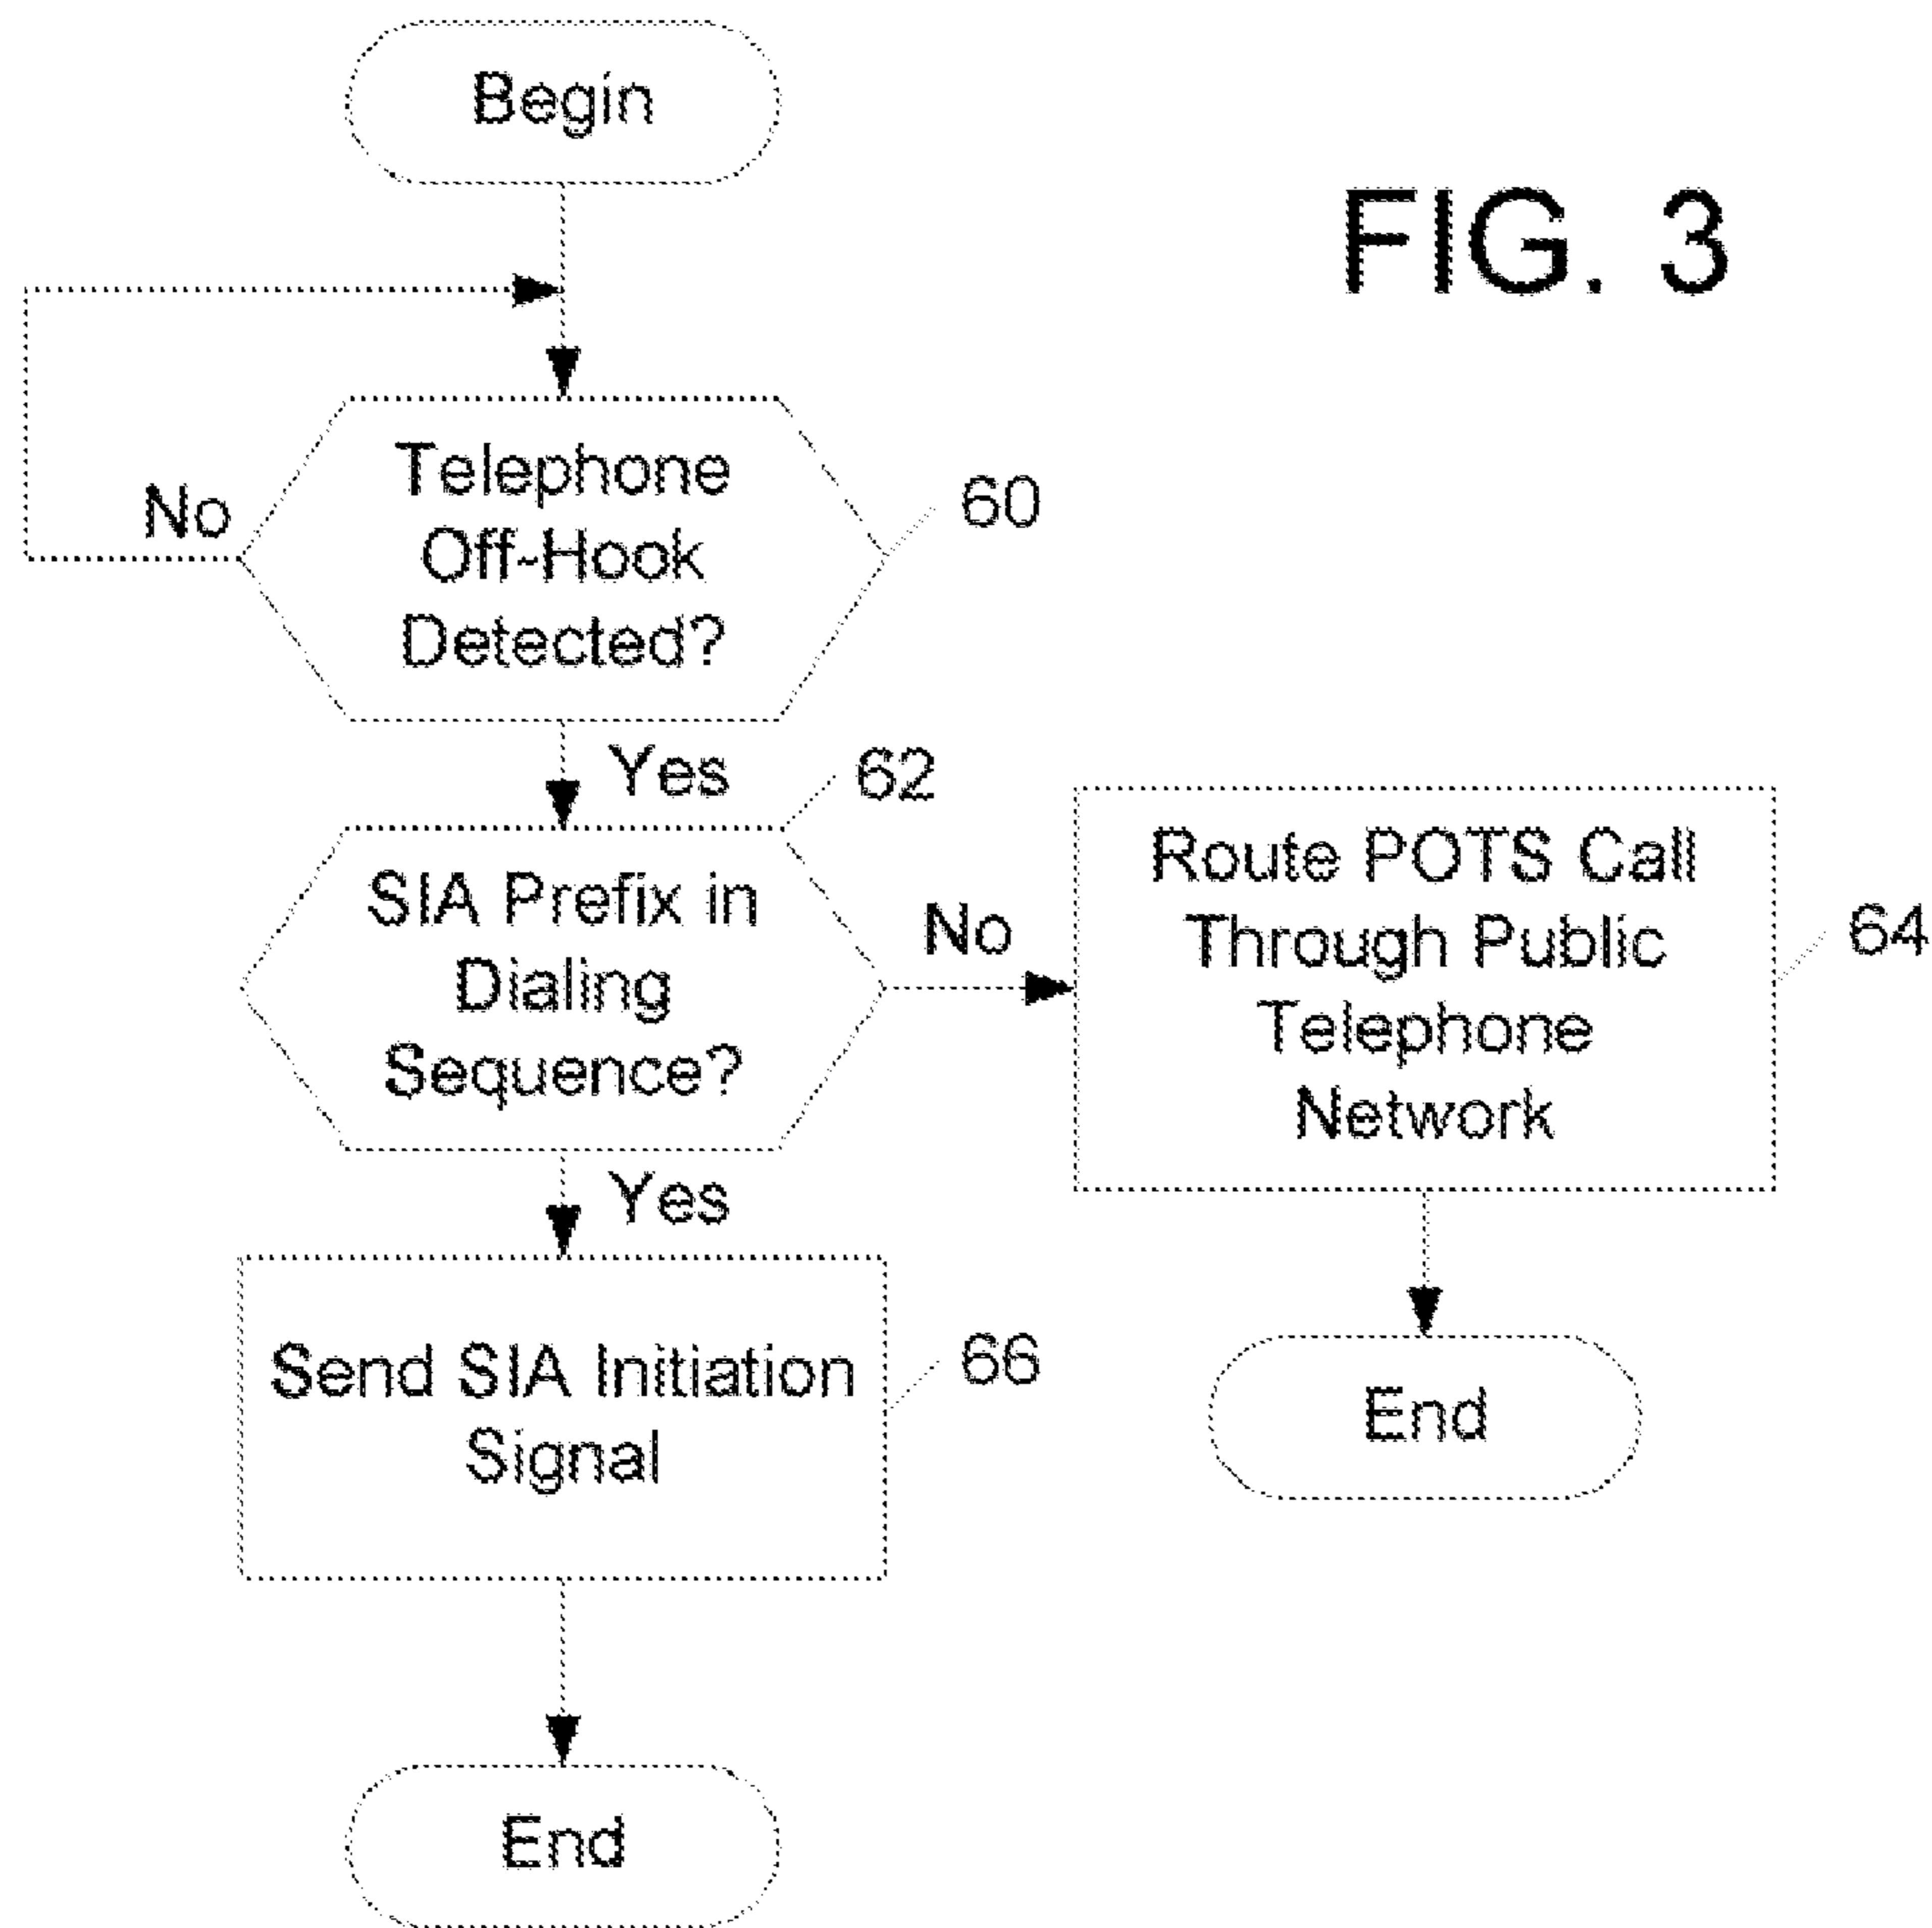 Begin
FIG. 3
Telephone
Off-Hook
Detected?
No
60
Yes
62
SIA Prefix in
Dialing
Sequence?
No
Route POTS Call
Through Public
Telephone
Network
64
Yes
Send SIA Initiation
Signal
66
End
End